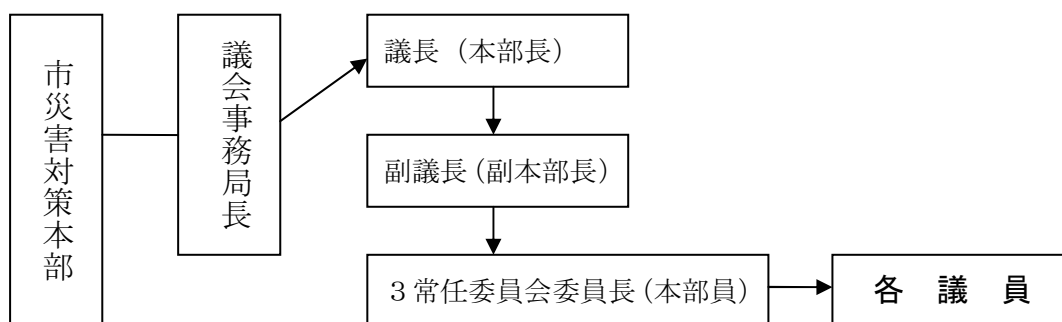 市災害対策本部
議会事務局長
議長（本部長）
副議長（副本部長）
３常任委員会委員長（本部員）
各　議　員